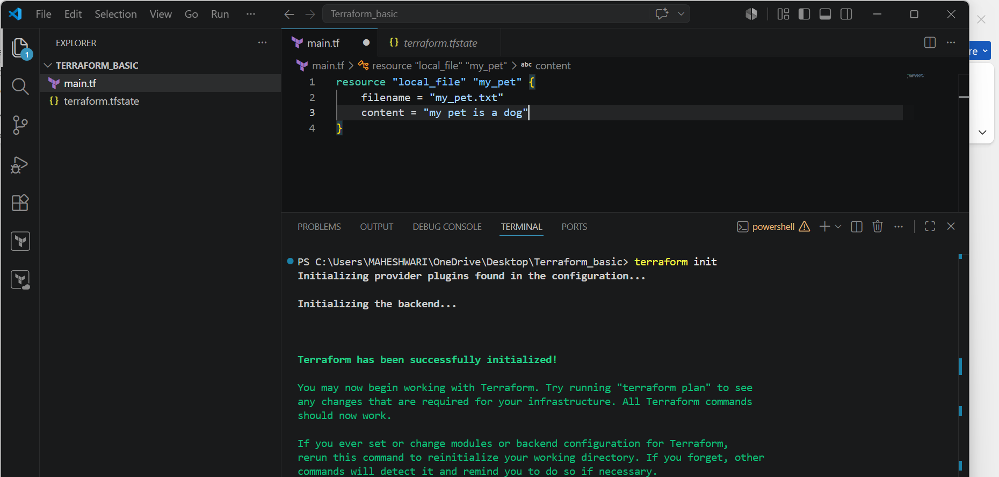 File Edit Selection View Go Run ···
Terraform_basic
EXPLORER
TERRAFORM_BASIC
main.tf
{} terraform.tfstate
1
main.tf
{} terraform.tfstate
main.tf > resource "local_file" "my_pet" > abc content
1 resource "local_file" "my_pet" {
2 filename = "my_pet.txt"
3 content = "my pet is a dog"
4 }
PROBLEMS OUTPUT DEBUG CONSOLE TERMINAL PORTS
powershell
PS C:\Users\MAHESHWARI\OneDrive\Desktop\Terraform_basic> terraform init
Initializing provider plugins found in the configuration...
Initializing the backend...
Terraform has been successfully initialized!
You may now begin working with Terraform. Try running "terraform plan" to see
any changes that are required for your infrastructure. All Terraform commands
should now work.
If you ever set or change modules or backend configuration for Terraform,
rerun this command to reinitialize your working directory. If you forget, other
commands will detect it and remind you to do so if necessary.
re